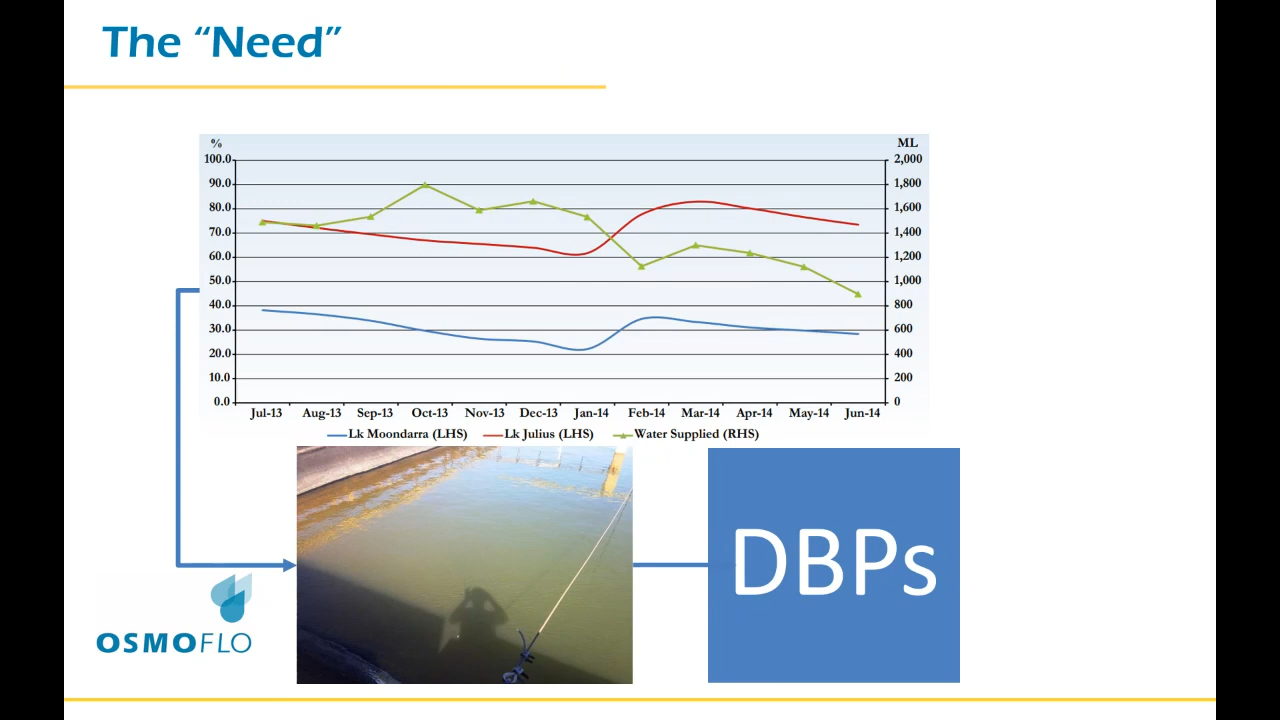 The “Need”
% ML
100.0 2,000
90.0 1,800
80.0 1,600
70.0 1,400
60.0 1,200
50.0 1,000
40.0 800
30.0 600
20.0 400
10.0 200
0.0 0
Jul-13 Aug-13 Sep-13 Oct-13 Nov-13 Dec-13 Jan-14 Feb-14 Mar-14 Apr-14 May-14 Jun-14
Lk Moondarra (LHS) Lk Julius (LHS) Water Supplied (RHS)
DBPs
OSMOFLO